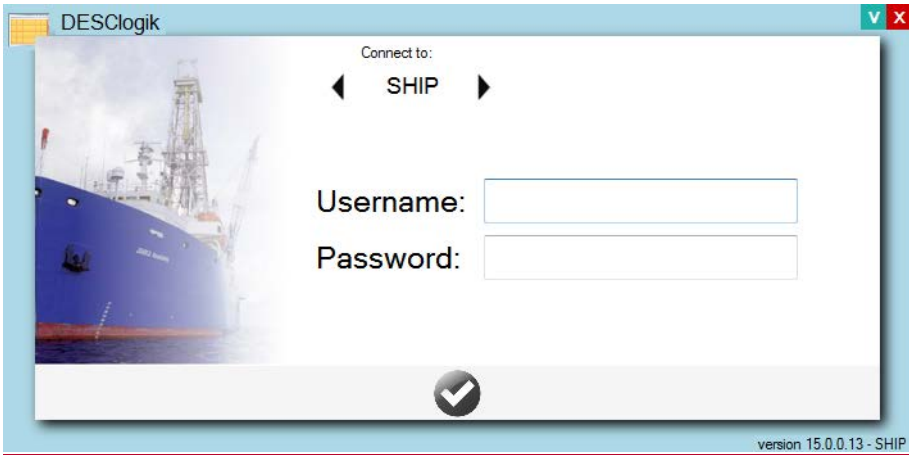 DESClogik
V X
Connect to:
SHIP
Username:
Password:
version 15.0.0.13 - SHIP